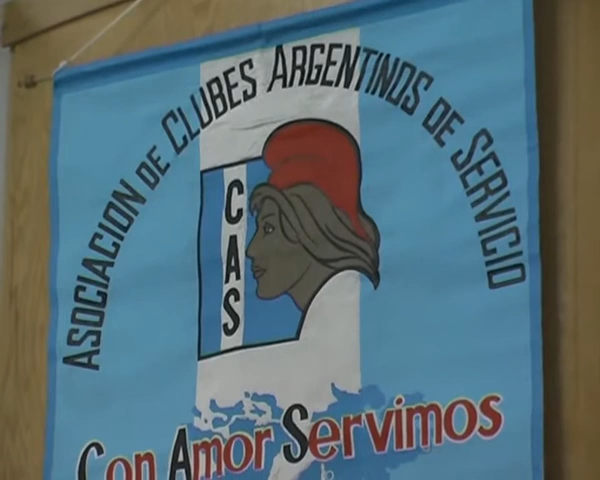 ASOCIACION DE CLUBES ARGENTINOS DE SERVICIO
CAS
Con Amor Servimos